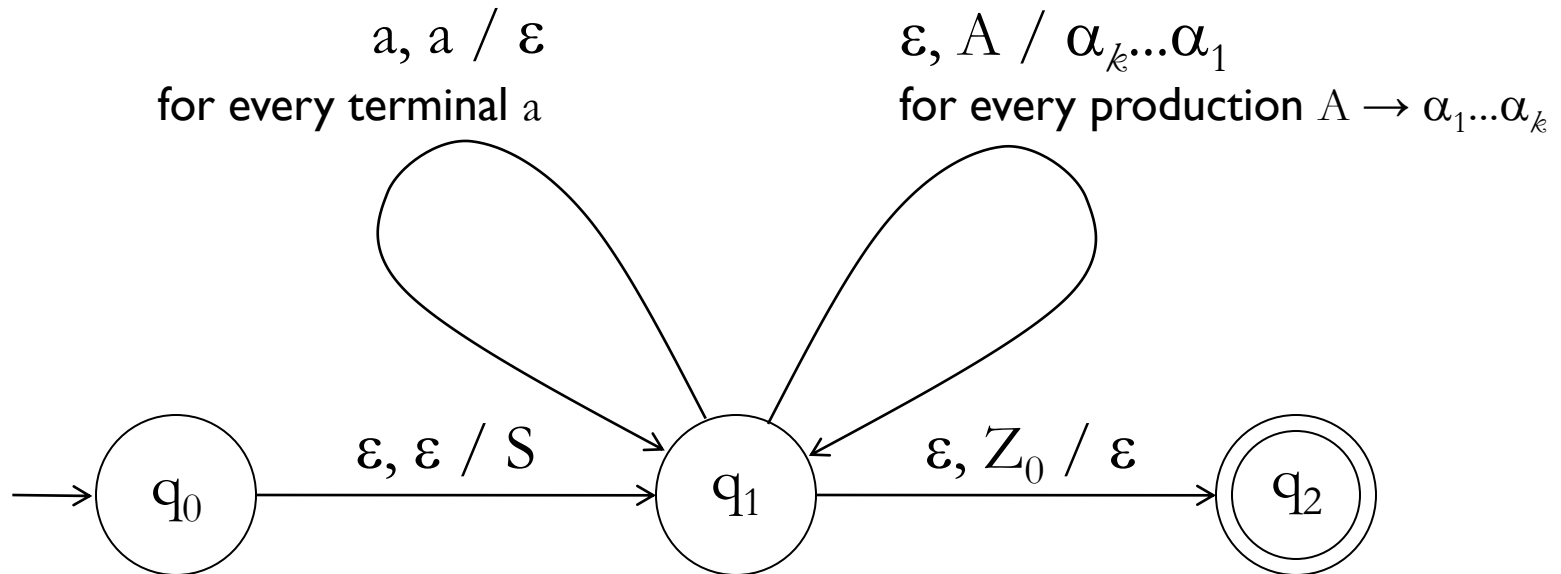 a, a / ε
for every terminal a
ε, A / αₖ...α₁
for every production A → α₁...αₖ
ε, ε / S
ε, Z₀ / ε
q₀
q₁
q₂